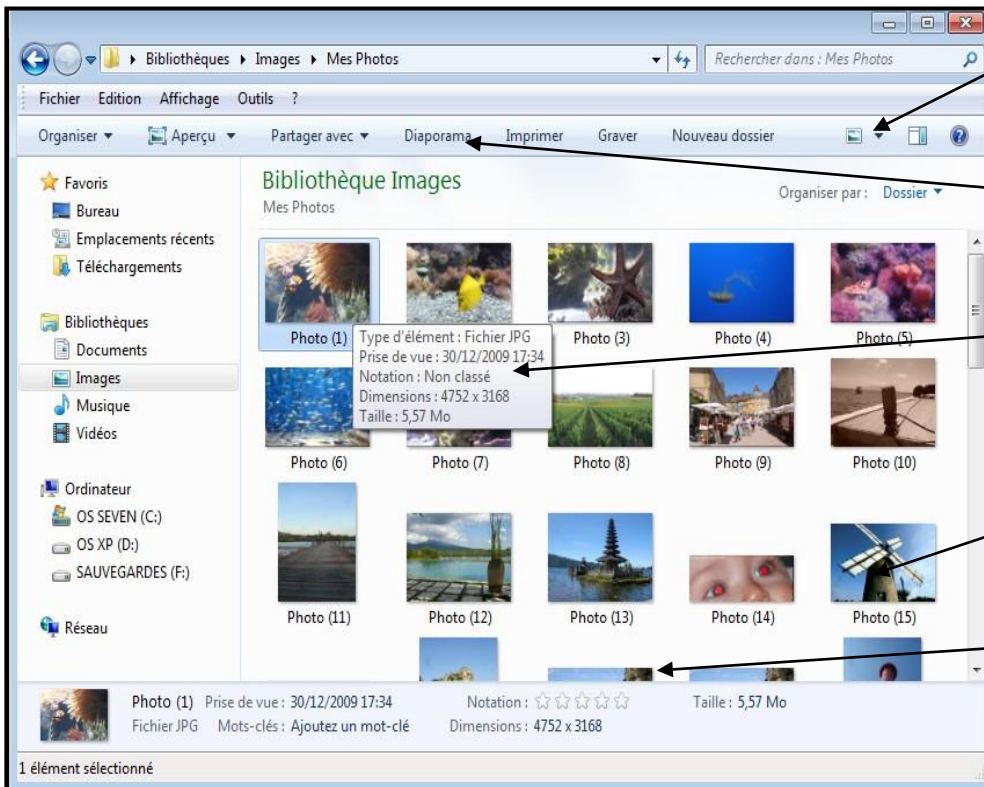 Bibliothèques Images Mes Photos
Rechercher dans : Mes Photos
Fichier Edition Affichage Outils ?
Organiser Aperçu Partager avec Diaporama Imprimer Graver Nouveau dossier
Favoris
Bureau
Emplacements récents
Téléchargements
Bibliothèques
Documents
Images
Musique
Vidéos
Ordinateur
OS SEVEN (C:)
OS XP (D:)
SAUVEGARDES (F:)
Réseau
Bibliothèque Images
Mes Photos
Organiser par : Dossier
Photo (1)
Photo (3)
Photo (4)
Photo (5)
Type d'élément : Fichier JPG
Prise de vue : 30/12/2009 17:34
Notation : Non classé
Dimensions : 4752 x 3168
Taille : 5,57 Mo
Photo (6)
Photo (7)
Photo (8)
Photo (9)
Photo (10)
Photo (11)
Photo (12)
Photo (13)
Photo (14)
Photo (15)
Photo (1) Prise de vue : 30/12/2009 17:34 Notation : Taille : 5,57 Mo
Fichier JPG Mots-clés : Ajoutez un mot-clé Dimensions : 4752 x 3168
1 élément sélectionné